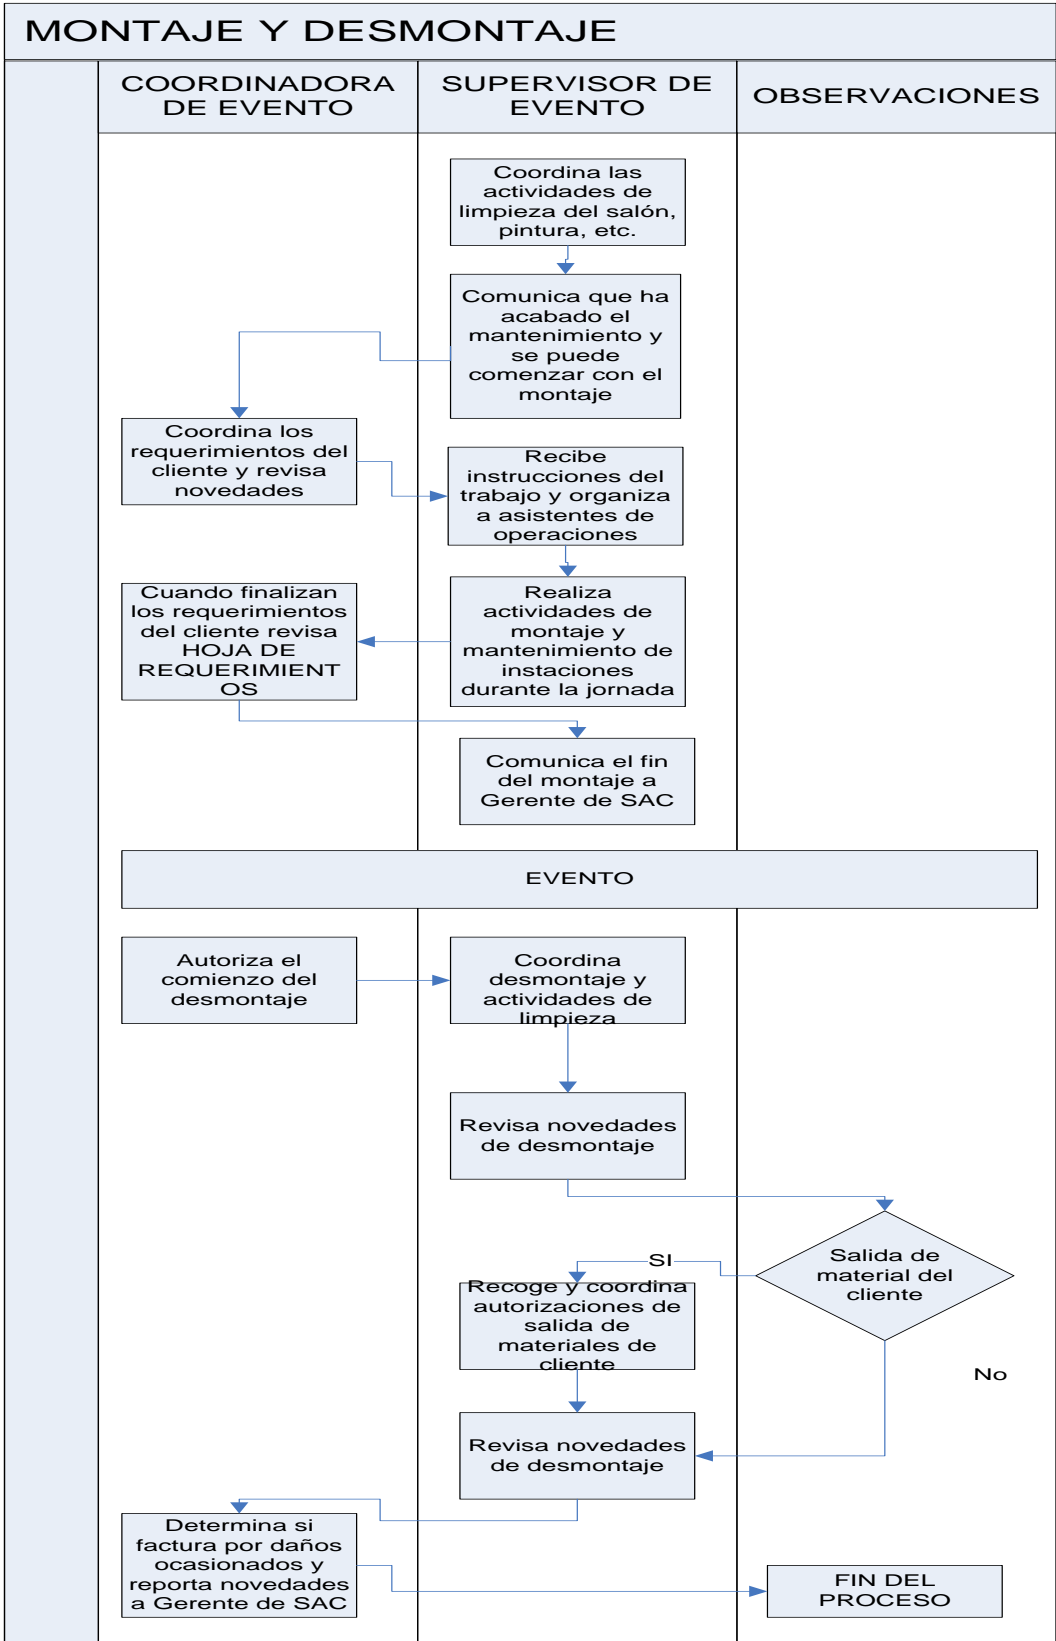 MONTAJE Y DESMONTAJE
COORDINADORA
DE EVENTO
SUPERVISOR DE
EVENTO
OBSERVACIONES
Coordina las
actividades de
limpieza del salón,
pintura, etc.
Comunica que ha
acabado el
mantenimiento y
se puede
comenzar con el
montaje
Coordina los
requerimientos del
cliente y revisa
novedades
Recibe
instrucciones del
trabajo y organiza
a asistentes de
operaciones
Cuando finalizan
los requerimientos
del cliente revisa
HOJA DE
REQUERIMIENT
OS
Realiza
actividades de
montaje y
mantenimiento de
instaciones
durante la jornada
Comunica el fin
del montaje a
Gerente de SAC
EVENTO
Autoriza el
comienzo del
desmontaje
Coordina
desmontaje y
actividades de
limpieza
Revisa novedades
de desmontaje
Salida de
material del
cliente
SI
Recoge y coordina
autorizaciones de
salida de
materiales de
cliente
No
Revisa novedades
de desmontaje
Determina si
factura por daños
ocasionados y
reporta novedades
a Gerente de SAC
FIN DEL
PROCESO